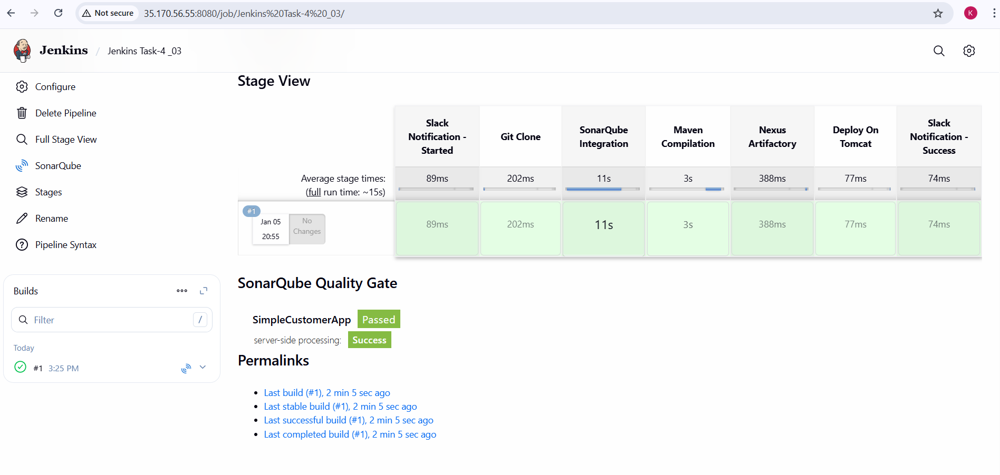 Not secure
35.170.56.55:8080/job/Jenkins%20Task-4%20_03/
K
Jenkins / Jenkins Task-4 _03
Configure
Delete Pipeline
Full Stage View
SonarQube
Stages
Rename
Pipeline Syntax
Builds
Filter
/
Today
#1 3:25 PM
Stage View
Slack
Notification -
Started
Git Clone
SonarQube
Integration
Maven
Compilation
Nexus
Artifactory
Deploy On
Tomcat
Slack
Notification -
Success
Average stage times:
(full run time: ~15s)
89ms
202ms
11s
3s
388ms
77ms
74ms
#1
Jan 05
20:55
No
Changes
89ms
202ms
11s
3s
388ms
77ms
74ms
SonarQube Quality Gate
SimpleCustomerApp Passed
server-side processing: Success
Permalinks
• Last build (#1), 2 min 5 sec ago
• Last stable build (#1), 2 min 5 sec ago
• Last successful build (#1), 2 min 5 sec ago
• Last completed build (#1), 2 min 5 sec ago